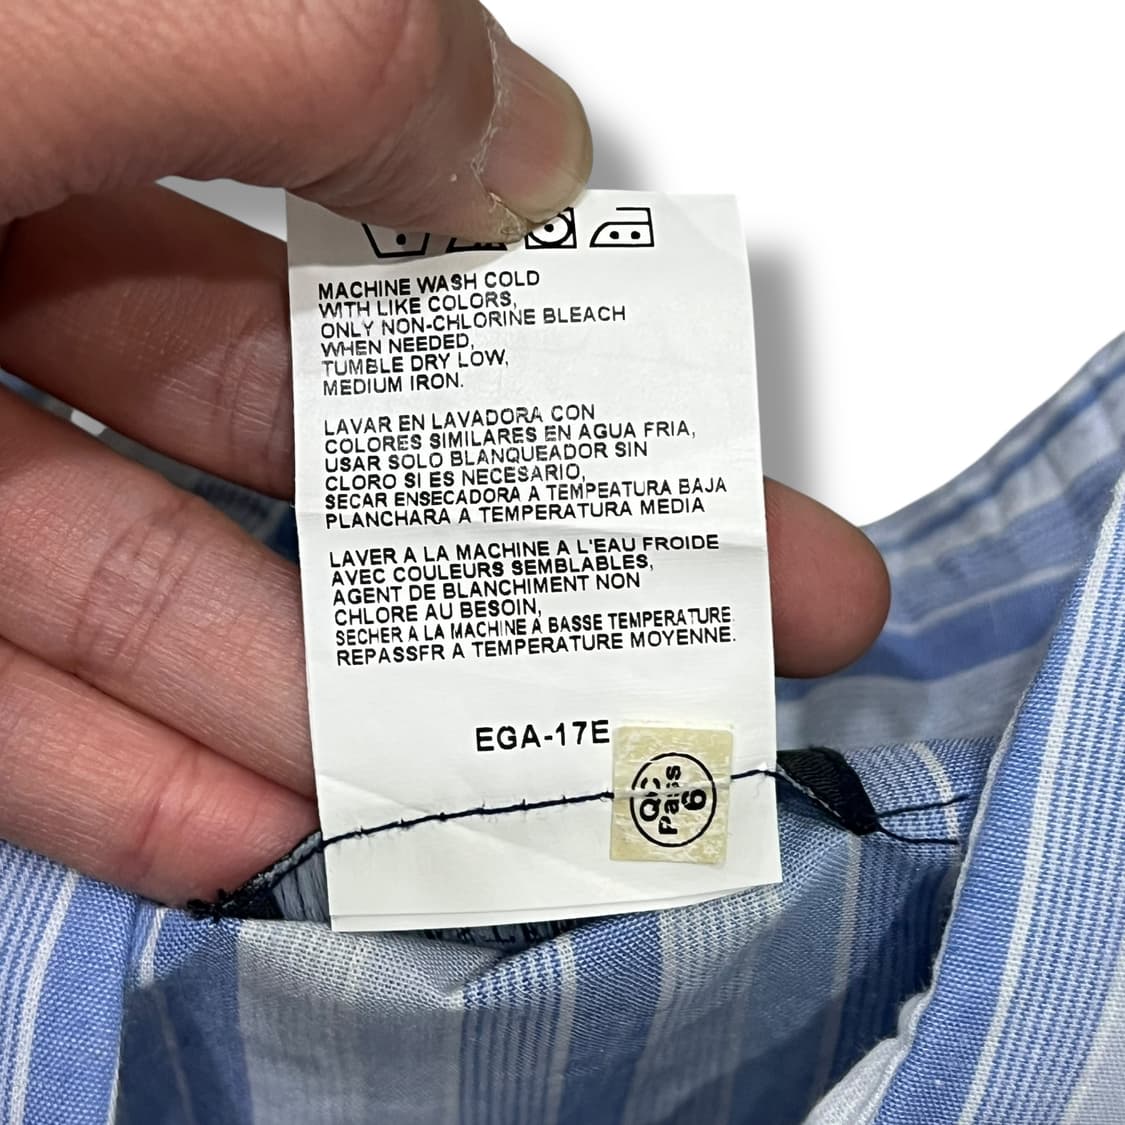 MACHINE WASH COLD
WITH LIKE COLORS,
ONLY NON-CHLORINE BLEACH
WHEN NEEDED,
TUMBLE DRY LOW,
MEDIUM IRON.
LAVAR EN LAVADORA CON
COLORES SIMILARES EN AGUA FRIA,
USAR SOLO BLANQUEADOR SIN
CLORO SI ES NECESARIO,
SECAR ENSECADORA A TEMPEATURA BAJA
PLANCHARA A TEMPERATURA MEDIA
LAVER A LA MACHINE A L'EAU FROIDE
AVEC COULEURS SEMBLABLES,
AGENT DE BLANCHIMENT NON
CHLORE AU BESOIN,
SECHER A LA MACHINE A BASSE TEMPERATURE
REPASSFR A TEMPERATURE MOYENNE.
EGA-17E
6